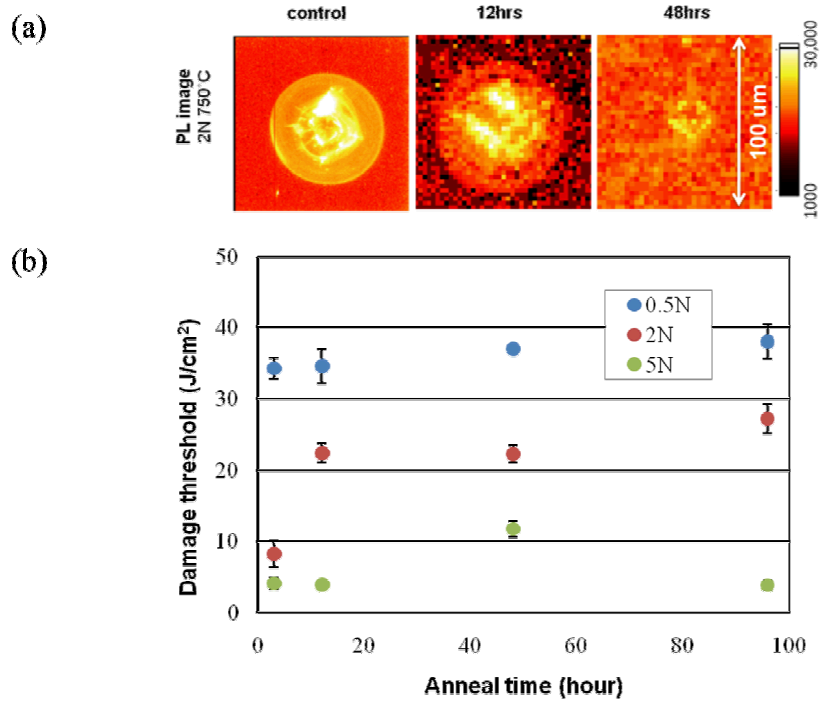 (a)
control 12hrs 48hrs
PL image
2N 750°C
100 um
30,000
1000
(b)
Damage threshold (J/cm²)
50
40
30
20
10
0
0.5N
2N
5N
0 20 40 60 80 100
Anneal time (hour)